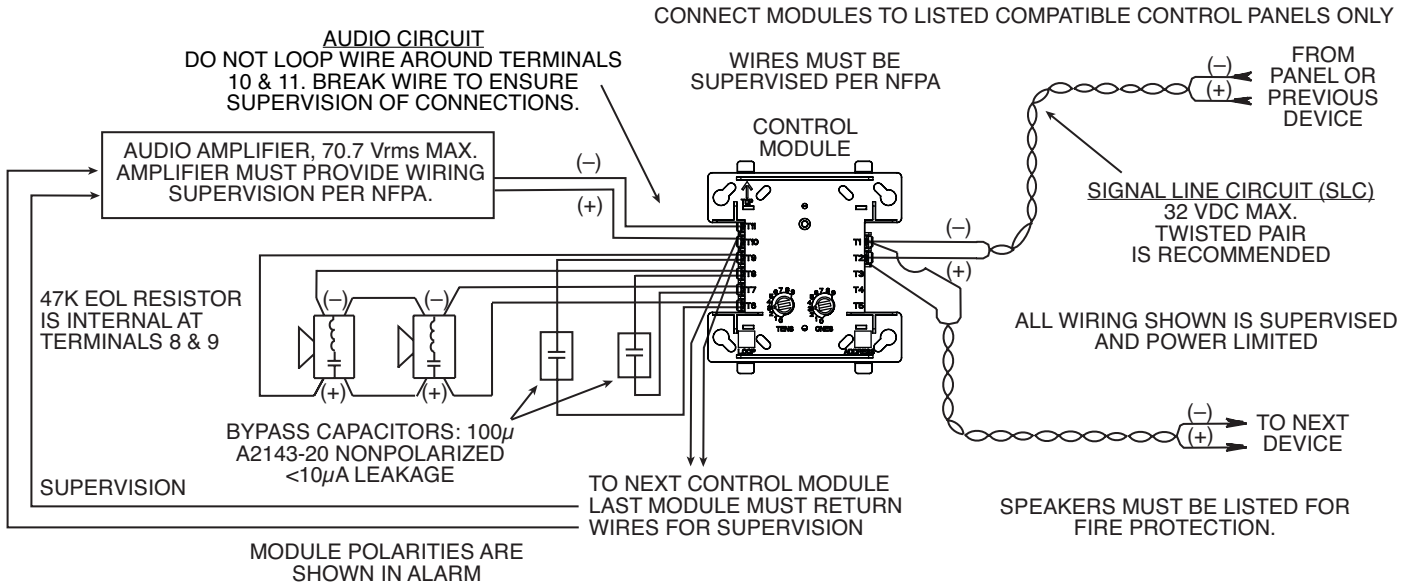 CONNECT MODULES TO LISTED COMPATIBLE CONTROL PANELS ONLY
AUDIO CIRCUIT
DO NOT LOOP WIRE AROUND TERMINALS
10 & 11. BREAK WIRE TO ENSURE
SUPERVISION OF CONNECTIONS.
WIRES MUST BE
SUPERVISED PER NFPA
(–)
(+)
FROM
PANEL OR
PREVIOUS
DEVICE
CONTROL
MODULE
AUDIO AMPLIFIER, 70.7 Vrms MAX.
AMPLIFIER MUST PROVIDE WIRING
SUPERVISION PER NFPA.
(–)
(+)
SIGNAL LINE CIRCUIT (SLC)
32 VDC MAX.
TWISTED PAIR
IS RECOMMENDED
TOP
T11
T10
T9
T8
T7
T6
T1
T2
T3
T4
T5
TENS
ONES
LOOP
ADDRESS
(–)
(+)
47K EOL RESISTOR
IS INTERNAL AT
TERMINALS 8 & 9
(–)
(–)
(+)
(+)
ALL WIRING SHOWN IS SUPERVISED
AND POWER LIMITED
BYPASS CAPACITORS: 100µ
A2143-20 NONPOLARIZED
<10µA LEAKAGE
(–)
(+)
TO NEXT
DEVICE
SUPERVISION
TO NEXT CONTROL MODULE
LAST MODULE MUST RETURN
WIRES FOR SUPERVISION
SPEAKERS MUST BE LISTED FOR
FIRE PROTECTION.
MODULE POLARITIES ARE
SHOWN IN ALARM